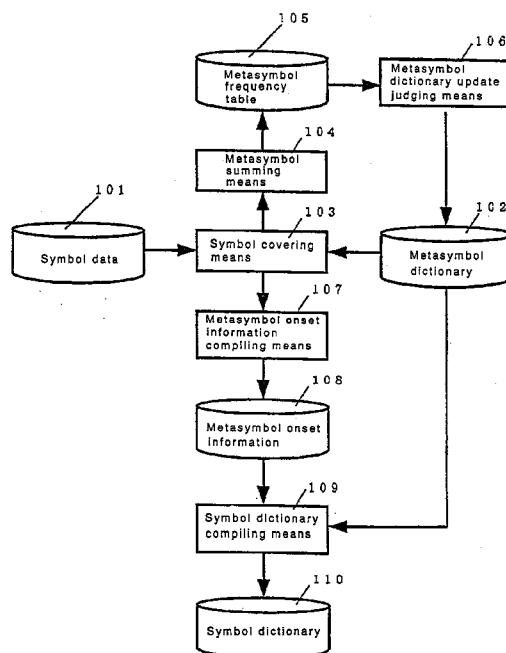 105
Metasymbol
frequency
table
106
Metasymbol
dictionary update
judging means
104
Metasymbol
summing
means
101
Symbol data
103
Symbol covering
means
102
Metasymbol
dictionary
107
Metasymbol onset
information
compiling means
108
Metasymbol onset
information
109
Symbol dictionary
compiling means
110
Symbol dictionary